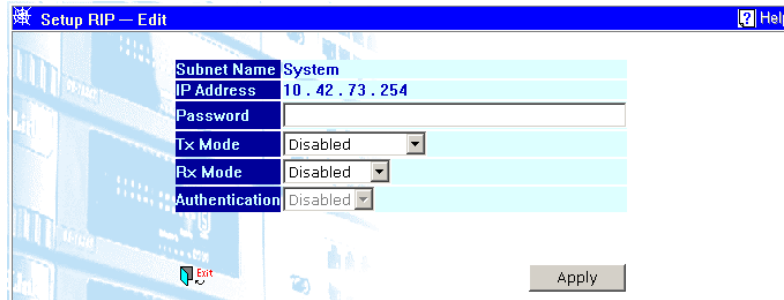 Setup RIP — Edit
? Help
Subnet Name System
IP Address 10 . 42 . 73 . 254
Password
Tx Mode Disabled
Rx Mode Disabled
Authentication Disabled
Exit
Apply